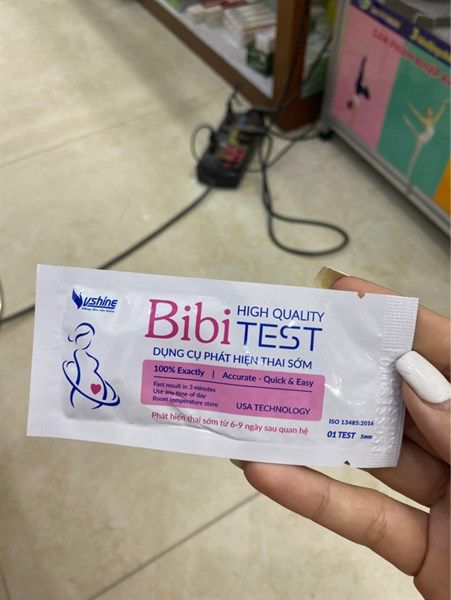 Vshine
Bibi HIGH QUALITY TEST
DỤNG CỤ PHÁT HIỆN THAI SỚM
100% Exactly | Accurate - Quick & Easy
Fast result in 3 minutes
Use any time of day
Room temperature store
USA TECHNOLOGY
Phát hiện thai sớm từ 6-9 ngày sau quan hệ
ISO 13485:2016
01 TEST 5mm